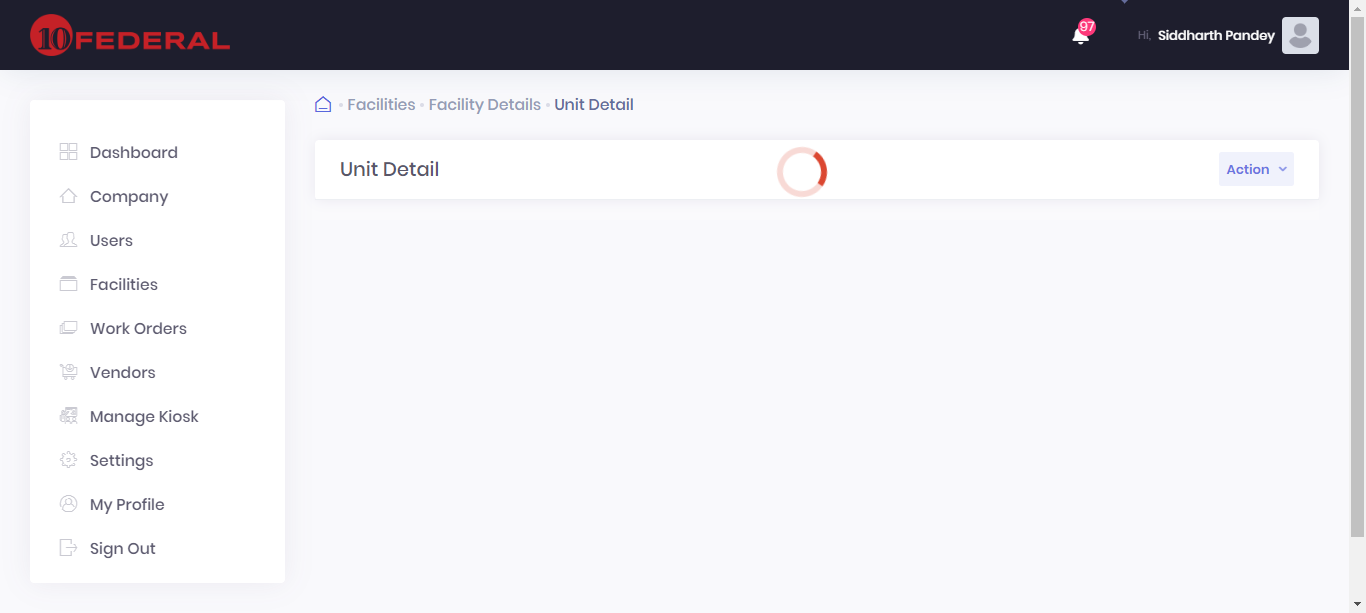 10 FEDERAL
97
Hi, Siddharth Pandey
Facilities • Facility Details • Unit Detail
Unit Detail
Action
Dashboard
Company
Users
Facilities
Work Orders
Vendors
Manage Kiosk
Settings
My Profile
Sign Out